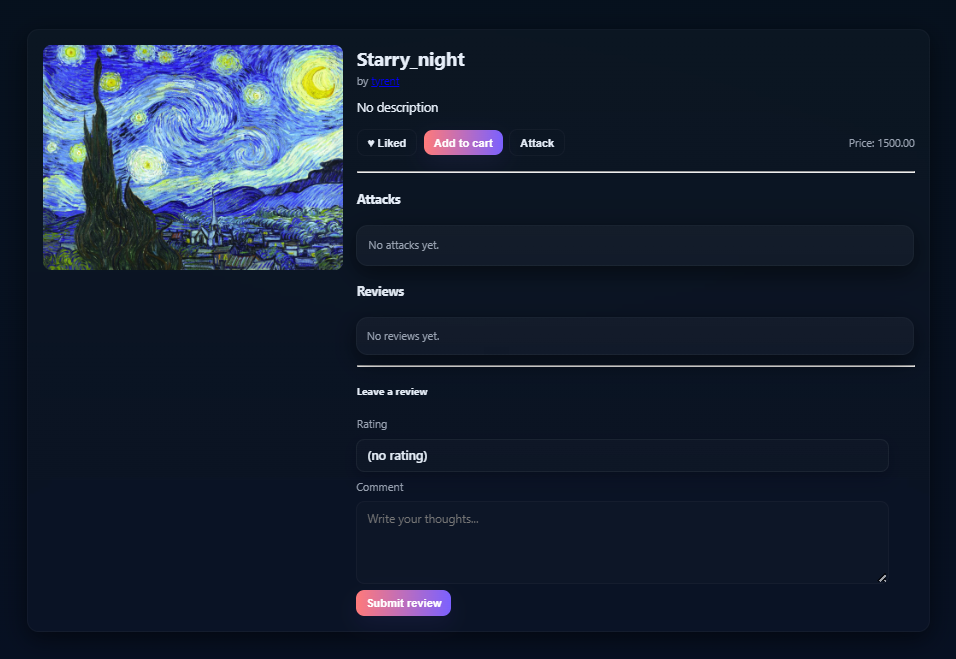 Starry_night
by
No description
♥ Liked
Add to cart
Attack
Price: 1500.00
Attacks
No attacks yet.
Reviews
No reviews yet.
Leave a review
Rating
(no rating)
Comment
Write your thoughts...
Submit review